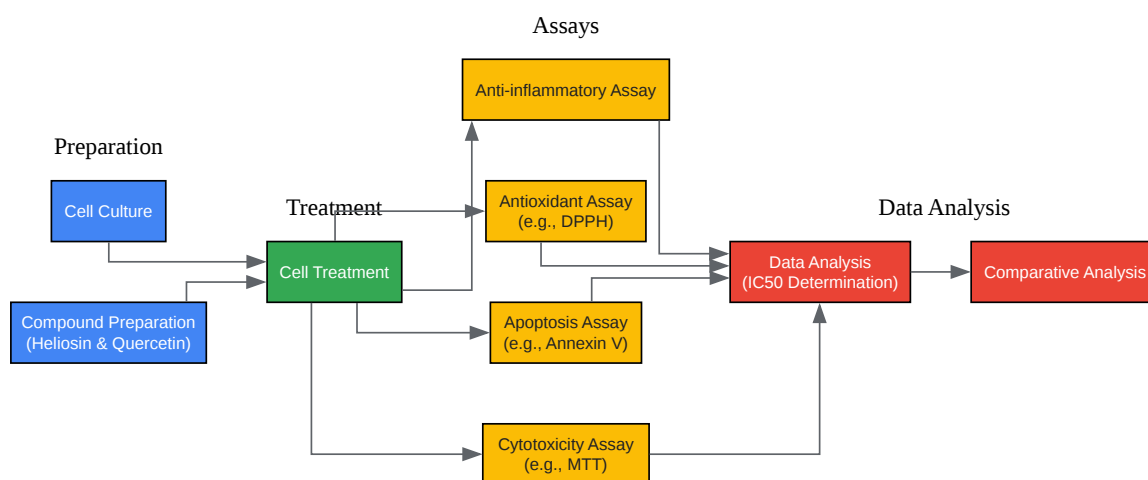 Assays
Anti-inflammatory Assay
Preparation
Cell Culture
Antioxidant Assay
(e.g., DPPH)
Treatment
Data Analysis
Cell Treatment
Data Analysis
(IC50 Determination)
Comparative Analysis
Compound Preparation
(Heliosin & Quercetin)
Apoptosis Assay
(e.g., Annexin V)
Cytotoxicity Assay
(e.g., MTT)